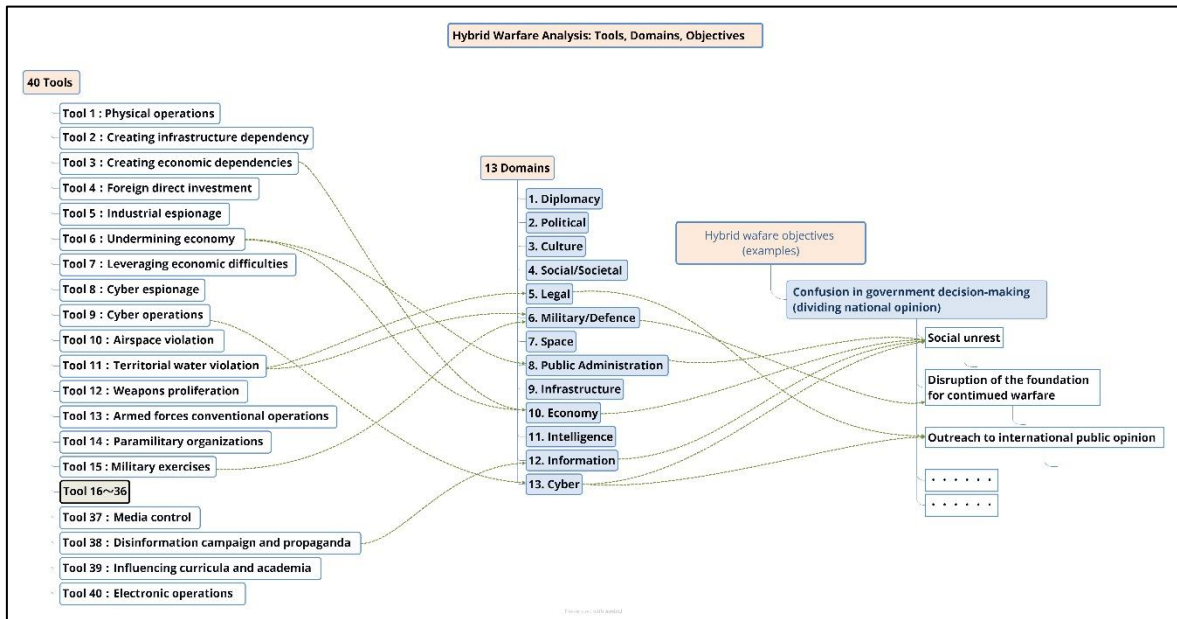 Hybrid Warfare Analysis: Tools, Domains, Objectives
40 Tools
Tool 1 : Physical operations
Tool 2 : Creating infrastructure dependency
Tool 3 : Creating economic dependencies
Tool 4 : Foreign direct investment
Tool 5 : Industrial espionage
Tool 6 : Undermining economy
Tool 7 : Leveraging economic difficulties
Tool 8 : Cyber espionage
Tool 9 : Cyber operations
Tool 10 : Airspace violation
Tool 11 : Territorial water violation
Tool 12 : Weapons proliferation
Tool 13 : Armed forces conventional operations
Tool 14 : Paramilitary organizations
Tool 15 : Military exercises
Tool 16～36
Tool 37 : Media control
Tool 38 : Disinformation campaign and propaganda
Tool 39 : Influencing curricula and academia
Tool 40 : Electronic operations
13 Domains
1. Diplomacy
2. Political
3. Culture
4. Social/Societal
5. Legal
6. Military/Defence
7. Space
8. Public Administration
9. Infrastructure
10. Economy
11. Intelligence
12. Information
13. Cyber
Hybrid wafare objectives
(examples)
Confusion in government decision-making
(dividing national opinion)
Social unrest
Disruption of the foundation
for contimued warfare
Outreach to international public opinion
・・・・・・
・・・・・・